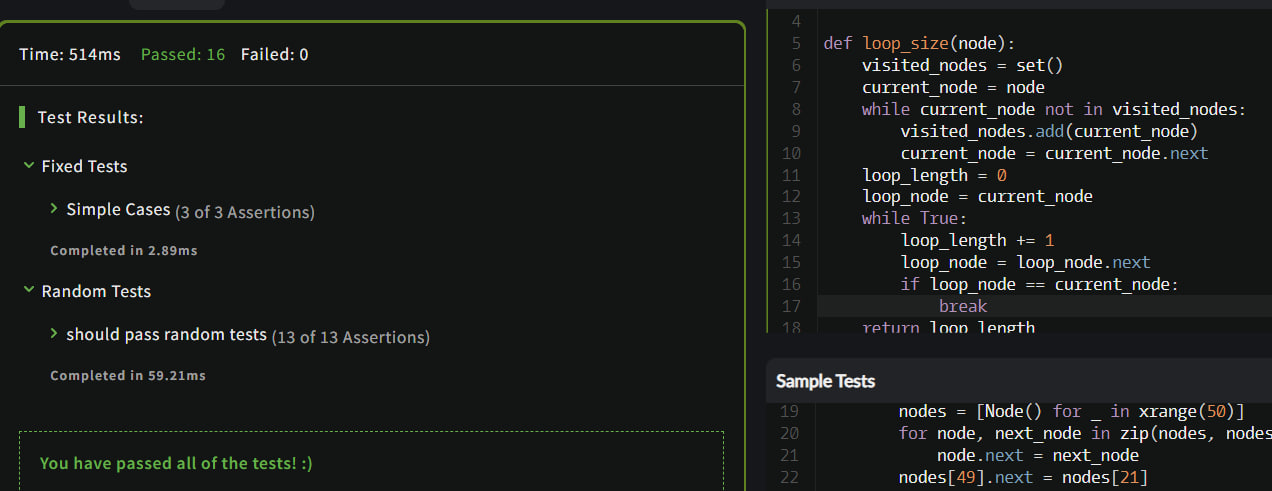 Time: 514ms Passed: 16 Failed: 0
Test Results:
Fixed Tests
Simple Cases (3 of 3 Assertions)
Completed in 2.89ms
Random Tests
should pass random tests (13 of 13 Assertions)
Completed in 59.21ms
You have passed all of the tests! :)
4
5 def loop_size(node):
6     visited_nodes = set()
7     current_node = node
8     while current_node not in visited_nodes:
9         visited_nodes.add(current_node)
10         current_node = current_node.next
11     loop_length = 0
12     loop_node = current_node
13     while True:
14         loop_length += 1
15         loop_node = loop_node.next
16         if loop_node == current_node:
17             break
18     return loop_length
Sample Tests
19         nodes = [Node() for _ in xrange(50)]
20         for node, next_node in zip(nodes, nodes
21             node.next = next_node
22         nodes[49].next = nodes[21]